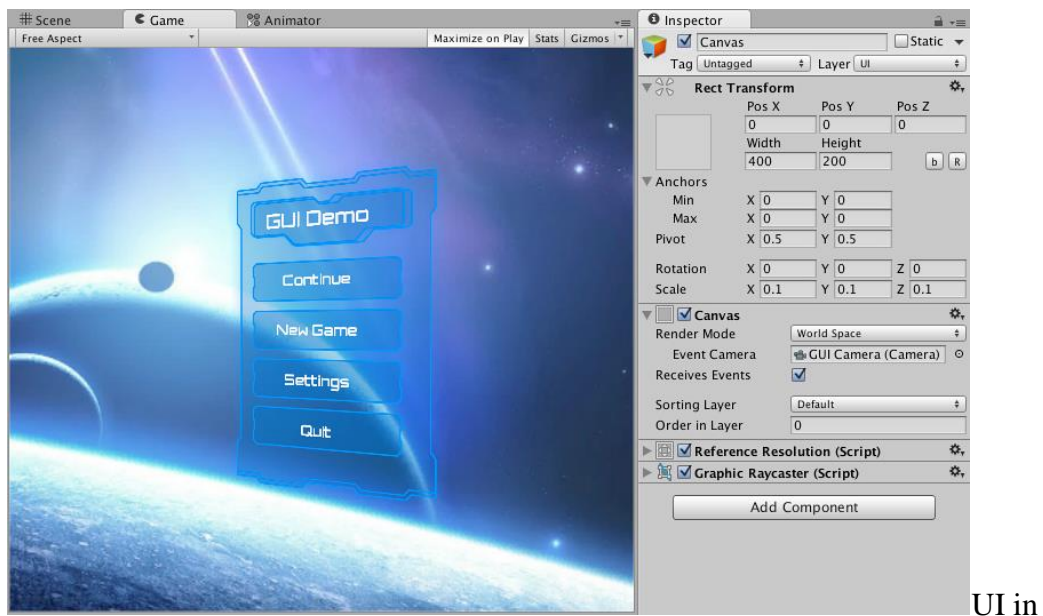 Scene Game Animator
Free Aspect Maximize on Play Stats Gizmos
GUI Demo
Continue
New Game
Settings
Quit
Inspector
Canvas Static
Tag Untagged Layer UI
Rect Transform
Pos X Pos Y Pos Z
0 0 0
Width Height
400 200 b R
Anchors
Min X 0 Y 0
Max X 0 Y 0
Pivot X 0.5 Y 0.5
Rotation X 0 Y 0 Z 0
Scale X 0.1 Y 0.1 Z 0.1
Canvas
Render Mode World Space
Event Camera GUI Camera (Camera)
Receives Events
Sorting Layer Default
Order in Layer 0
Reference Resolution (Script)
Graphic Raycaster (Script)
Add Component
UI in